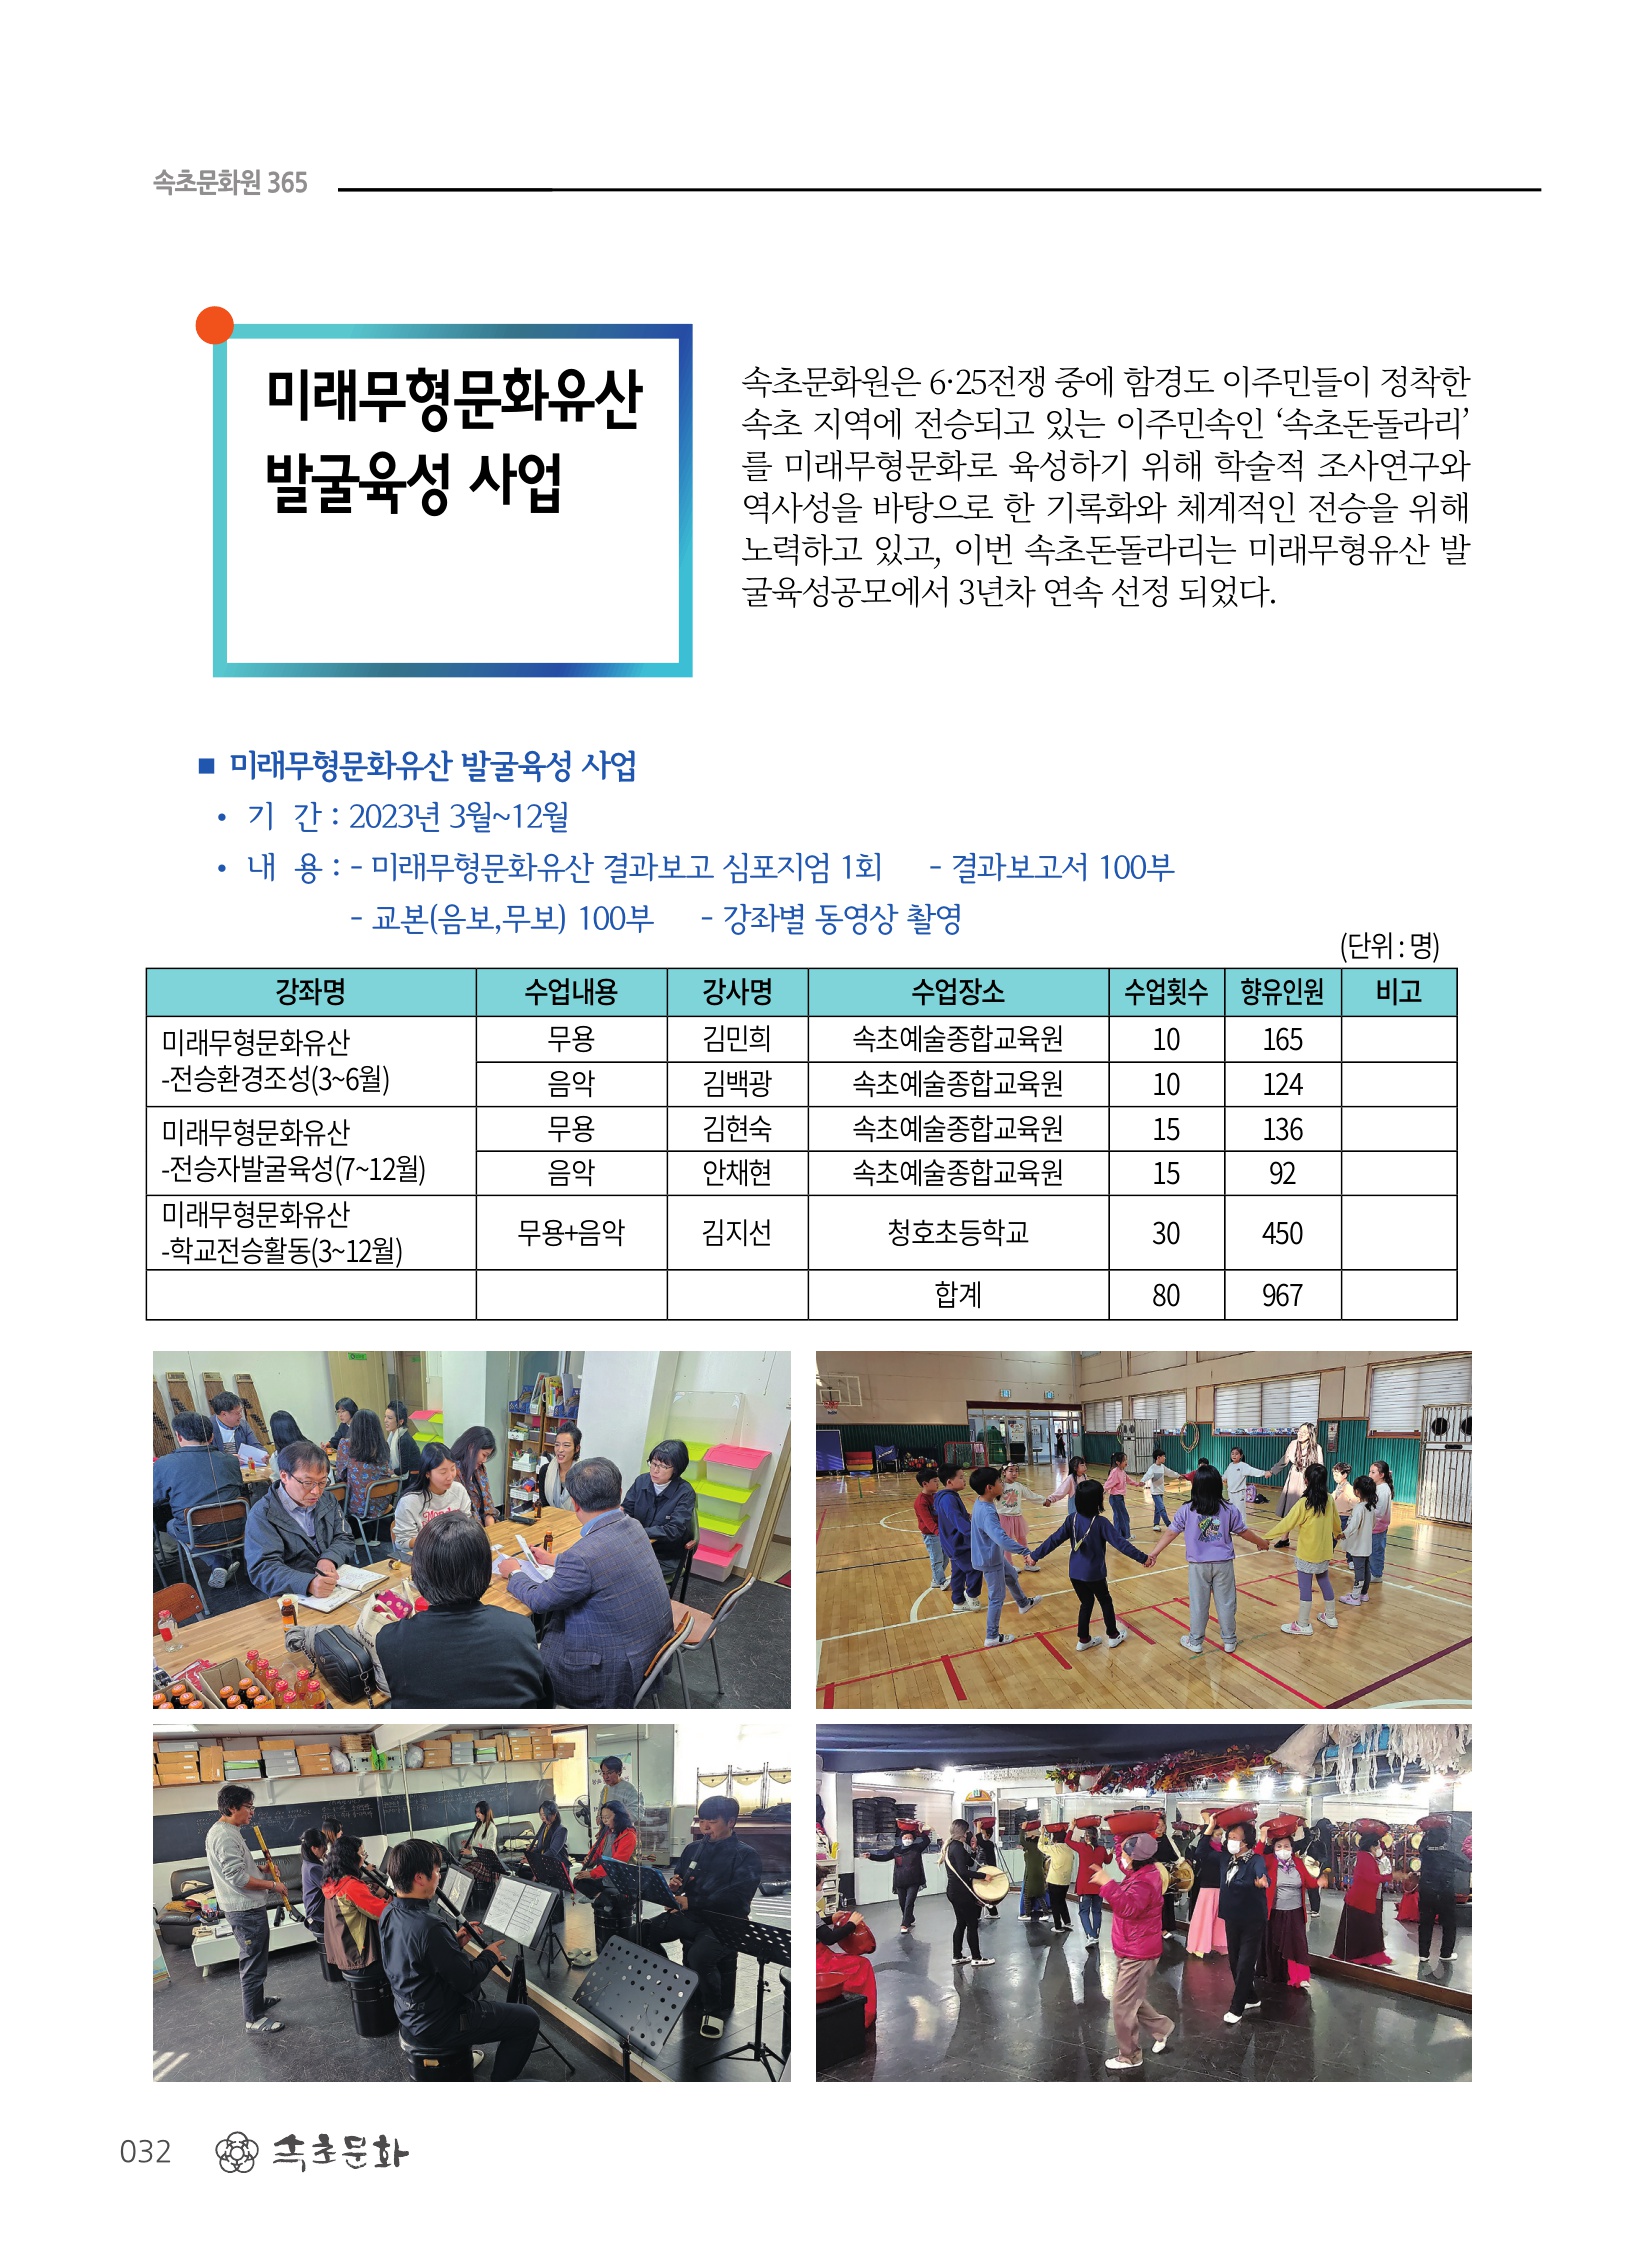 속초문화원 365
미래무형문화유산
발굴육성 사업
속초문화원은 6·25전쟁 중에 함경도 이주민들이 정착한
속초 지역에 전승되고 있는 이주민속인 ‘속초돈돌라리’
를 미래무형문화로 육성하기 위해 학술적 조사연구와
역사성을 바탕으로 한 기록화와 체계적인 전승을 위해
노력하고 있고, 이번 속초돈돌라리는 미래무형유산 발
굴육성공모에서 3년차 연속 선정 되었다.
■ 미래무형문화유산 발굴육성 사업
• 기 간 : 2023년 3월~12월
• 내 용 : - 미래무형문화유산 결과보고 심포지엄 1회 - 결과보고서 100부
- 교본(음보,무보) 100부 - 강좌별 동영상 촬영
(단위 : 명)
강좌명 수업내용 강사명 수업장소 수업횟수 향유인원 비고
미래무형문화유산
-전승환경조성(3~6월)
무용 김민희 속초예술종합교육원 10 165
음악 김백광 속초예술종합교육원 10 124
미래무형문화유산
-전승자발굴육성(7~12월)
무용 김현숙 속초예술종합교육원 15 136
음악 안채현 속초예술종합교육원 15 92
미래무형문화유산
-학교전승활동(3~12월)
무용+음악 김지선 청호초등학교 30 450
합계 80 967
032 속초문화